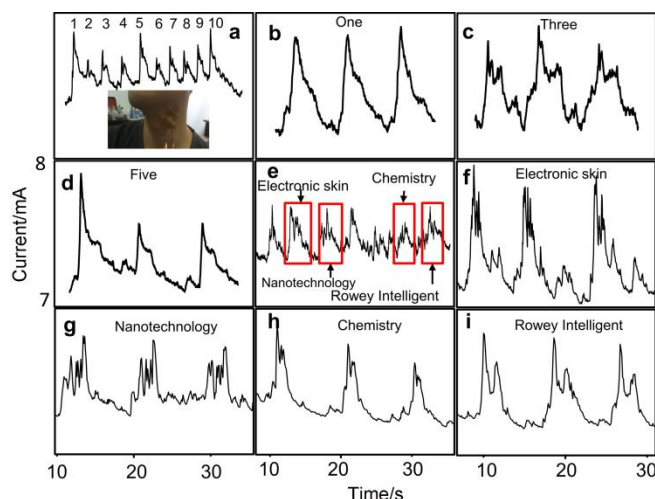 1 2 3 4 5 6 7 8 9 10
a
b
One
c
Three
8
Current/mA
7
d
Five
e
Electronic skin
Chemistry
Nanotechnology
Rowey Intelligent
f
Electronic skin
g
Nanotechnology
h
Chemistry
i
Rowey Intelligent
10 20 30 10 20 30 10 20 30
Time/s